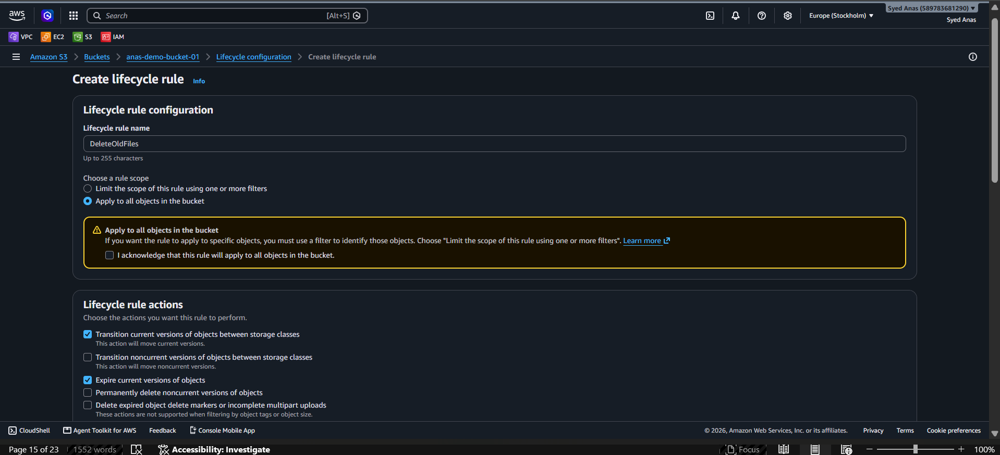 aws
Search [Alt+S]
Europe (Stockholm)
Syed Anas (589783681290)
Syed Anas
VPC EC2 S3 IAM
Amazon S3 Buckets anas-demo-bucket-01 Lifecycle configuration Create lifecycle rule
Create lifecycle rule Info
Lifecycle rule configuration
Lifecycle rule name
DeleteOldFiles
Up to 255 characters
Choose a rule scope
Limit the scope of this rule using one or more filters
Apply to all objects in the bucket
Apply to all objects in the bucket
If you want the rule to apply to specific objects, you must use a filter to identify those objects. Choose "Limit the scope of this rule using one or more filters". Learn more
I acknowledge that this rule will apply to all objects in the bucket.
Lifecycle rule actions
Choose the actions you want this rule to perform.
Transition current versions of objects between storage classes
This action will move current versions.
Transition noncurrent versions of objects between storage classes
This action will move noncurrent versions.
Expire current versions of objects
Permanently delete noncurrent versions of objects
Delete expired object delete markers or incomplete multipart uploads
These actions are not supported when filtering by object tags or object size.
CloudShell Agent Toolkit for AWS Feedback Console Mobile App © 2026, Amazon Web Services, Inc. or its affiliates. Privacy Terms Cookie preferences
Page 15 of 23 1552 words Accessibility: Investigate Focus 100%